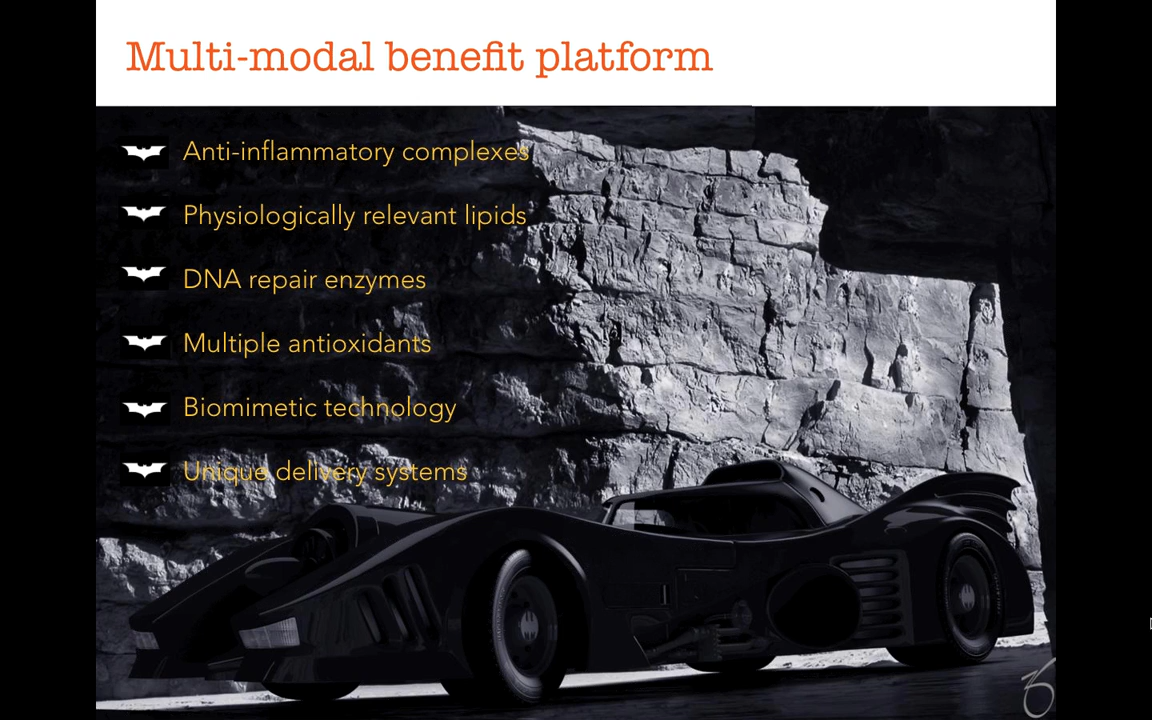 Multi-modal benefit platform
Anti-inflammatory complexes
Physiologically relevant lipids
DNA repair enzymes
Multiple antioxidants
Biomimetic technology
Unique delivery systems